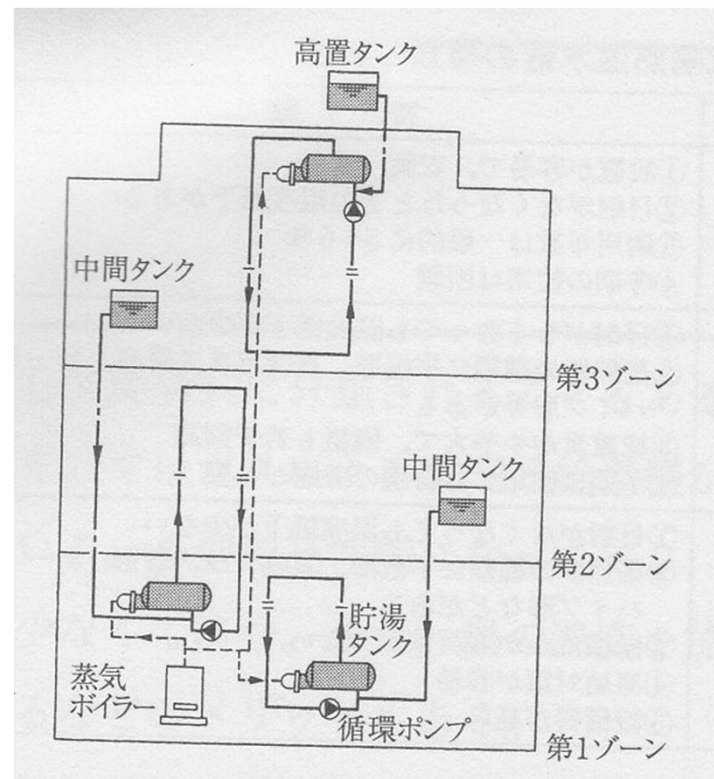 高置タンク
中間タンク
第3ゾーン
中間タンク
第2ゾーン
貯湯
タンク
蒸気
ボイラー
循環ポンプ
第1ゾーン